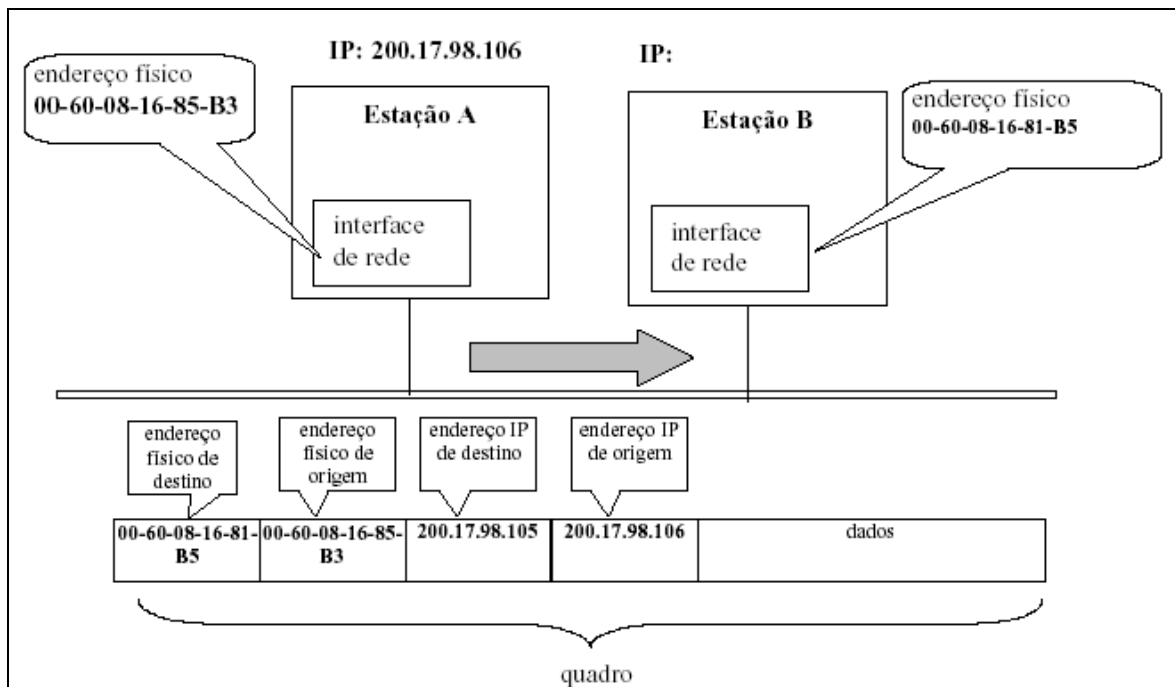 IP: 200.17.98.106
IP:
endereço físico
00-60-08-16-85-B3
Estação A
Estação B
endereço físico
00-60-08-16-81-B5
interface
de rede
interface
de rede
endereço
físico de
destino
endereço
físico de
origem
endereço IP
de destino
endereço IP
de origem
00-60-08-16-81-
B5
00-60-08-16-85-
B3
200.17.98.105
200.17.98.106
dados
quadro